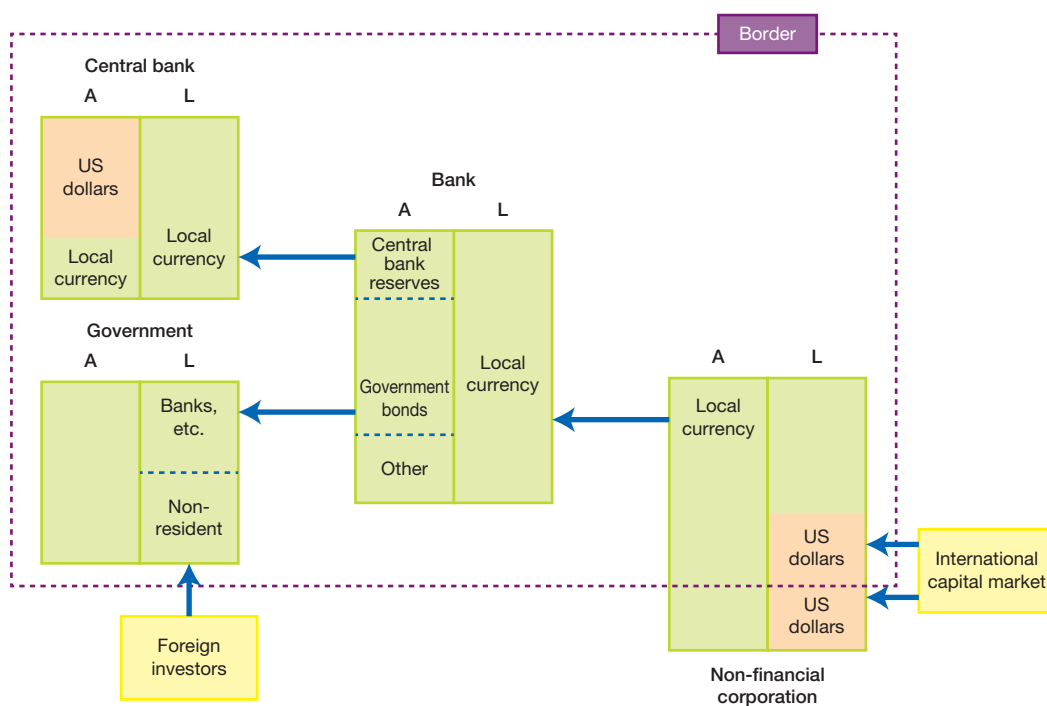 Border
Central bank
A L
US
dollars
Local
currency
Local
currency
Government
A L
Banks,
etc.
Non-
resident
Foreign
investors
Bank
A L
Central
bank
reserves
Government
bonds
Other
Local
currency
A L
Local
currency
US
dollars
US
dollars
Non-financial
corporation
International
capital market